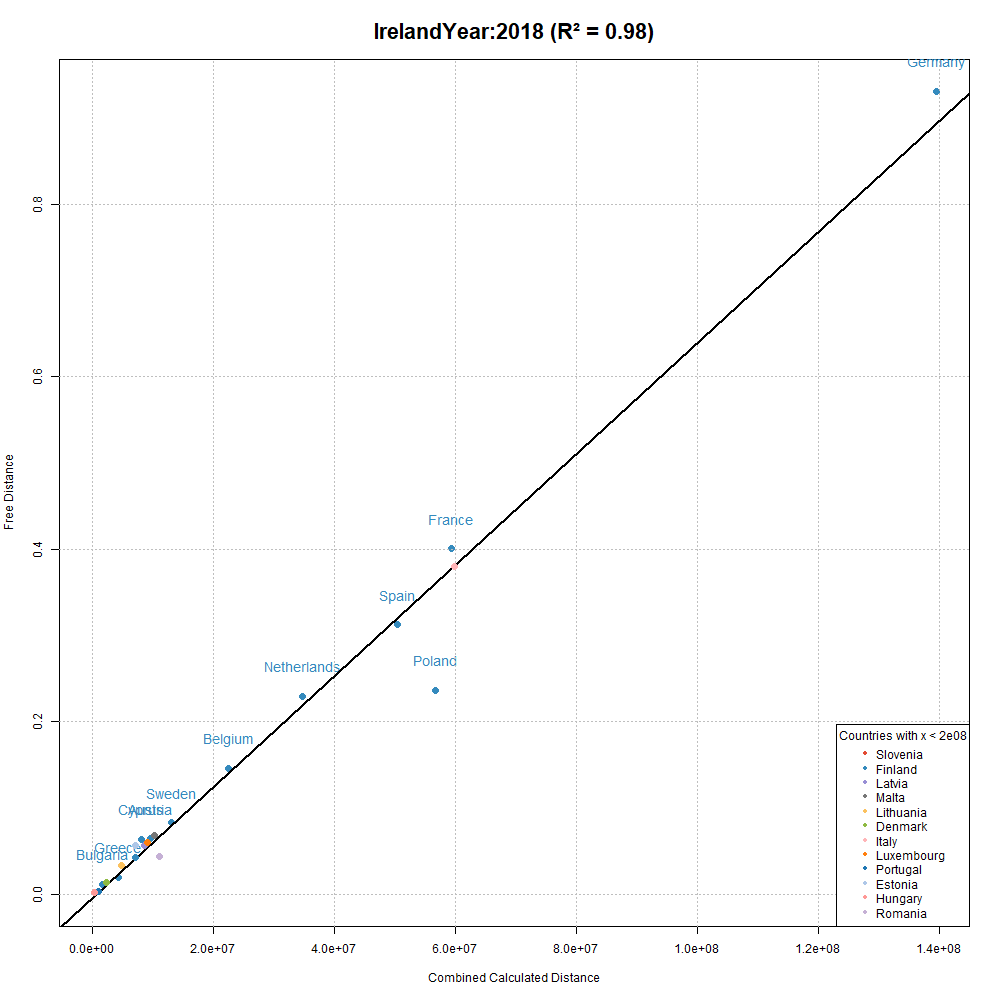 IrelandYear:2018 (R² = 0.98)
Germany
0.8
0.6
Free Distance
France
0.4
Spain
Poland
Netherlands
0.2
Belgium
Countries with x < 2e08
Slovenia
Finland
Latvia
Malta
Lithuania
Denmark
Italy
Luxembourg
Portugal
Estonia
Hungary
Romania
Sweden
Cyprus Austria
Greece
Bulgaria
0.0
0.0e+00 2.0e+07 4.0e+07 6.0e+07 8.0e+07 1.0e+08 1.2e+08 1.4e+08
Combined Calculated Distance